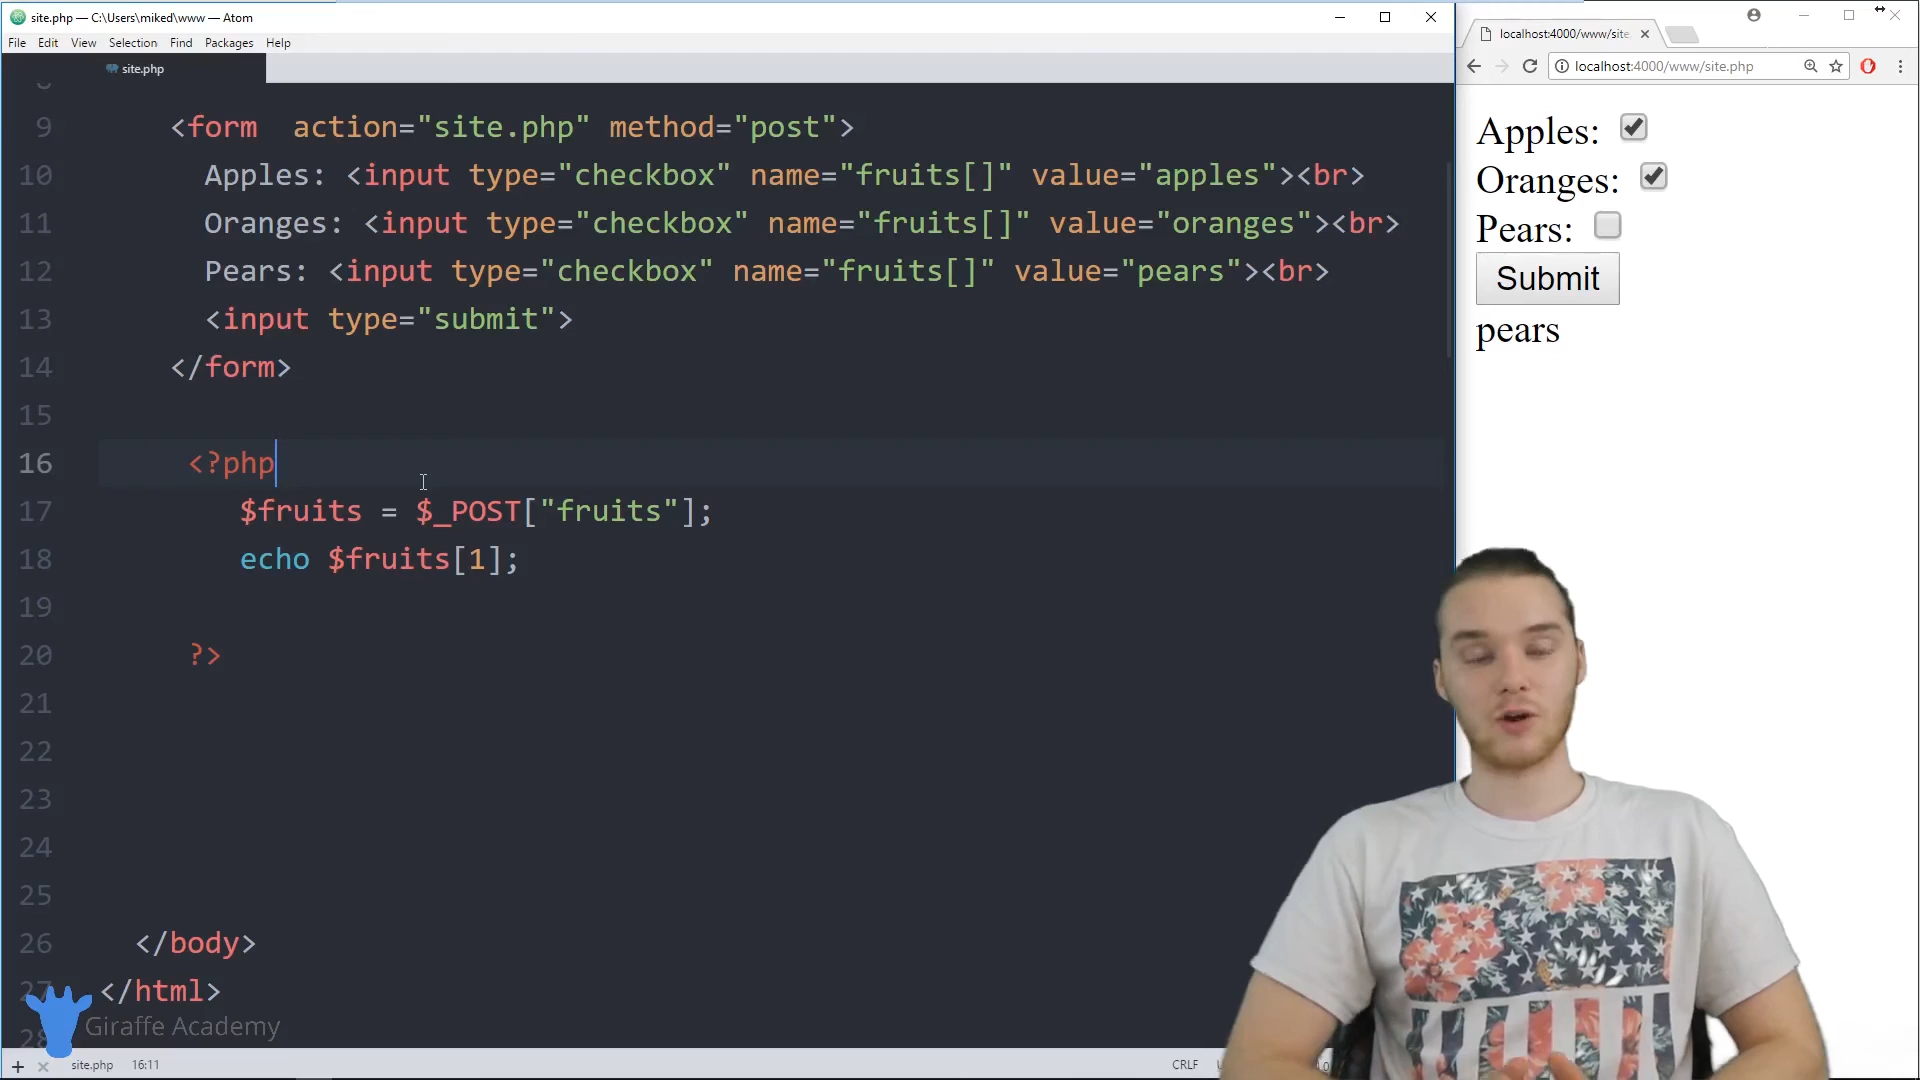 site.php — C:\Users\miked\www — Atom
File Edit View Selection Find Packages Help
site.php
9 <form  action="site.php" method="post">
10 Apples: <input type="checkbox" name="fruits[]" value="apples"><br>
11 Oranges: <input type="checkbox" name="fruits[]" value="oranges"><br>
12 Pears: <input type="checkbox" name="fruits[]" value="pears"><br>
13 <input type="submit">
14 </form>
15
16 <?php
17 $fruits = $_POST["fruits"];
18 echo $fruits[1];
19
20 ?>
21
22
23
24
25
26 </body>
27 </html>
28
Giraffe Academy
site.php 16:11
CRLF
localhost:4000/www/site
localhost:4000/www/site.php
Apples:
Oranges:
Pears:
Submit
pears